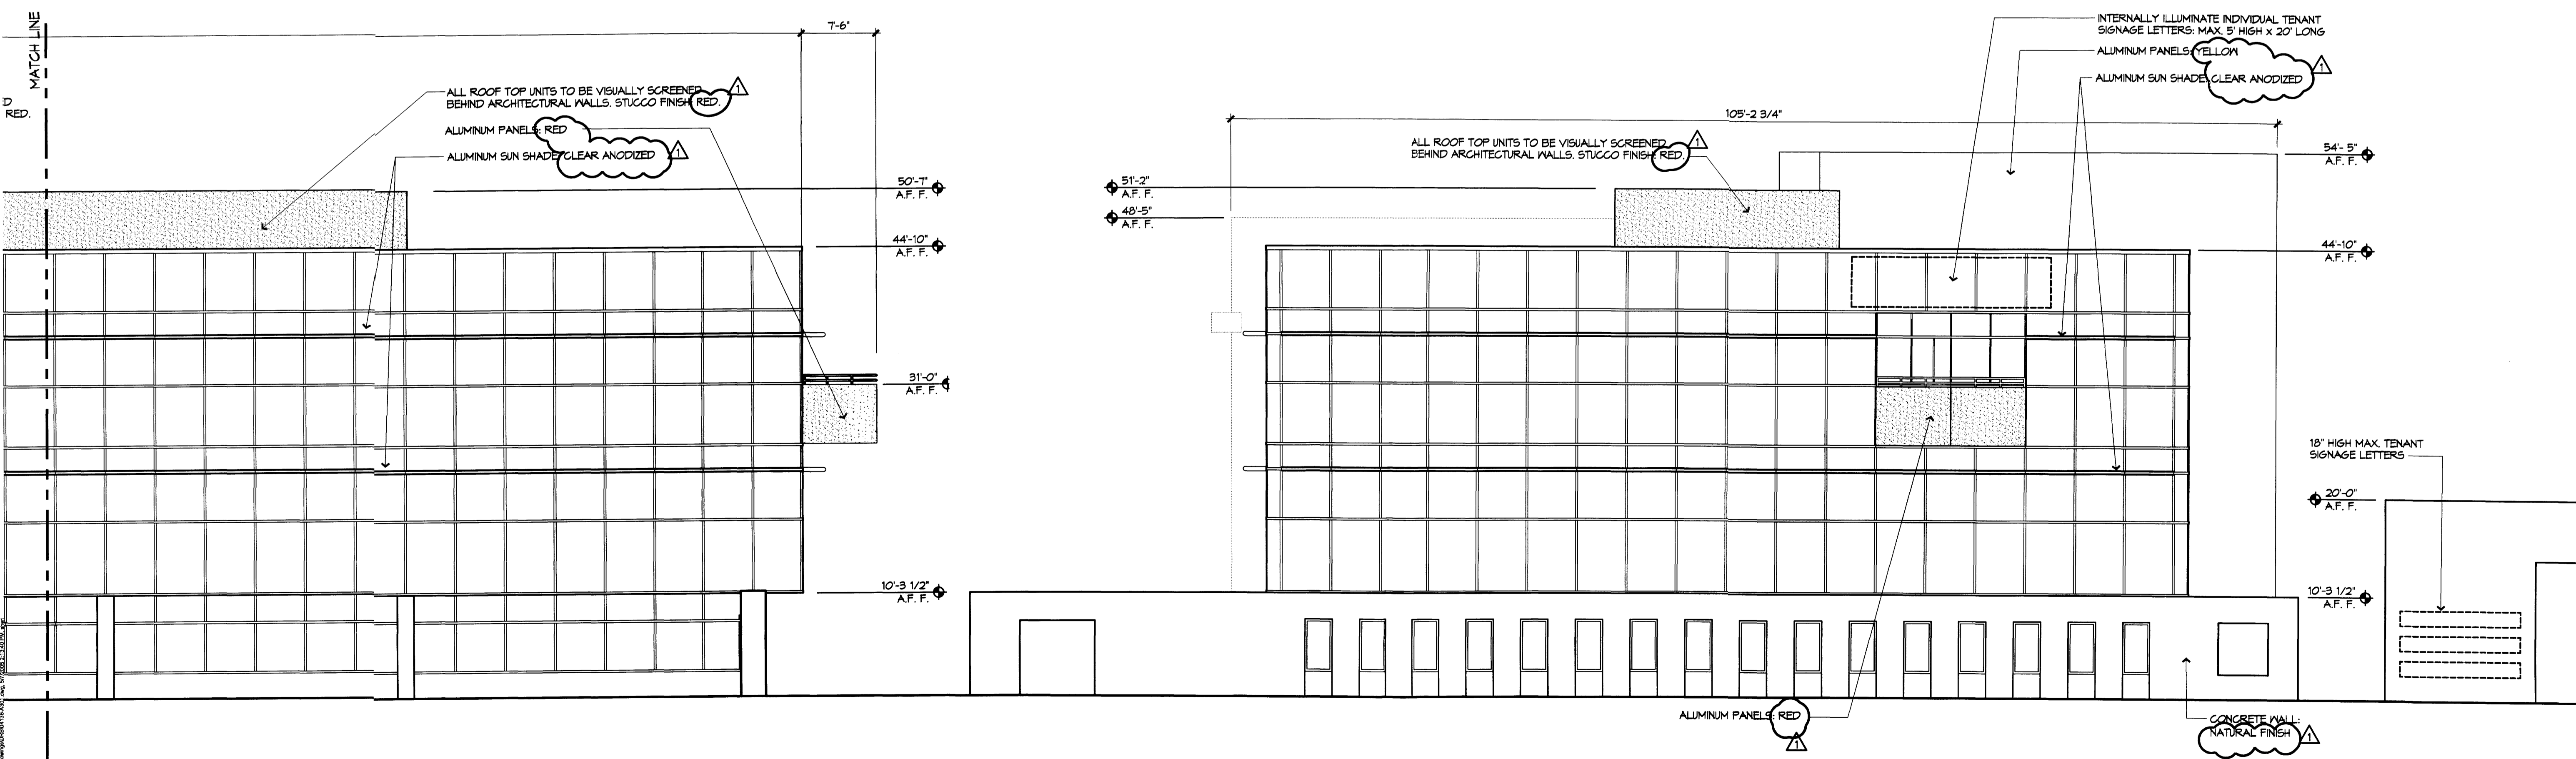 MATCH LINE
D
RED.
7'-6"
ALL ROOF TOP UNITS TO BE VISUALLY SCREENED
BEHIND ARCHITECTURAL WALLS. STUCCO FINISH: RED.
1
ALUMINUM PANELS: RED
ALUMINUM SUN SHADE: CLEAR ANODIZED
1
50'-7"
A.F. F.
44'-10"
A.F. F.
31'-0"
A.F. F.
10'-3 1/2"
A.F. F.
51'-2"
A.F. F.
48'-5"
A.F. F.
105'-2 3/4"
ALL ROOF TOP UNITS TO BE VISUALLY SCREENED
BEHIND ARCHITECTURAL WALLS. STUCCO FINISH: RED.
1
INTERNALLY ILLUMINATE INDIVIDUAL TENANT
SIGNAGE LETTERS: MAX. 5' HIGH x 20' LONG
ALUMINUM PANELS: YELLOW
ALUMINUM SUN SHADE: CLEAR ANODIZED
1
54'- 5"
A.F. F.
44'-10"
A.F. F.
18" HIGH MAX. TENANT
SIGNAGE LETTERS
20'-0"
A.F. F.
10'-3 1/2"
A.F. F.
ALUMINUM PANELS: RED
1
CONCRETE WALL:
NATURAL FINISH
1